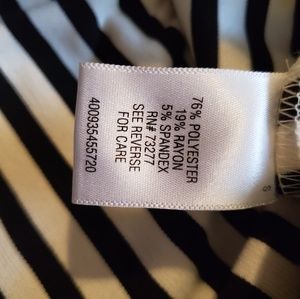 76% POLYESTER
19% RAYON
5% SPANDEX
RN# 73277
SEE REVERSE
FOR CARE
400935455720
S